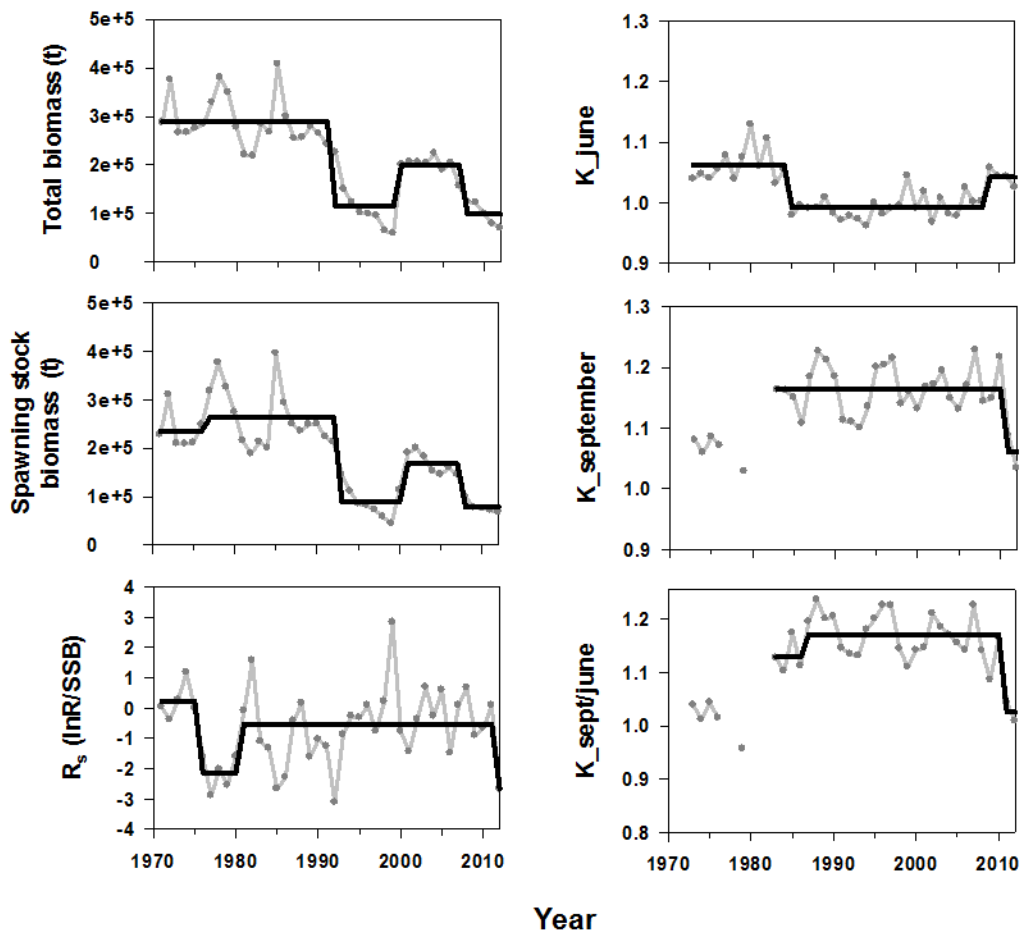 Total biomass (t)
5e+5
4e+5
3e+5
2e+5
1e+5
0
K_june
1.3
1.2
1.1
1.0
0.9
Spawning stock
biomass (t)
5e+5
4e+5
3e+5
2e+5
1e+5
0
K_september
1.3
1.2
1.1
1.0
0.9
Rs (lnR/SSB)
4
3
2
1
0
-1
-2
-3
-4
1970
1980
1990
2000
2010
K_sept/june
1.2
1.1
1.0
0.9
0.8
1970
1980
1990
2000
2010
Year